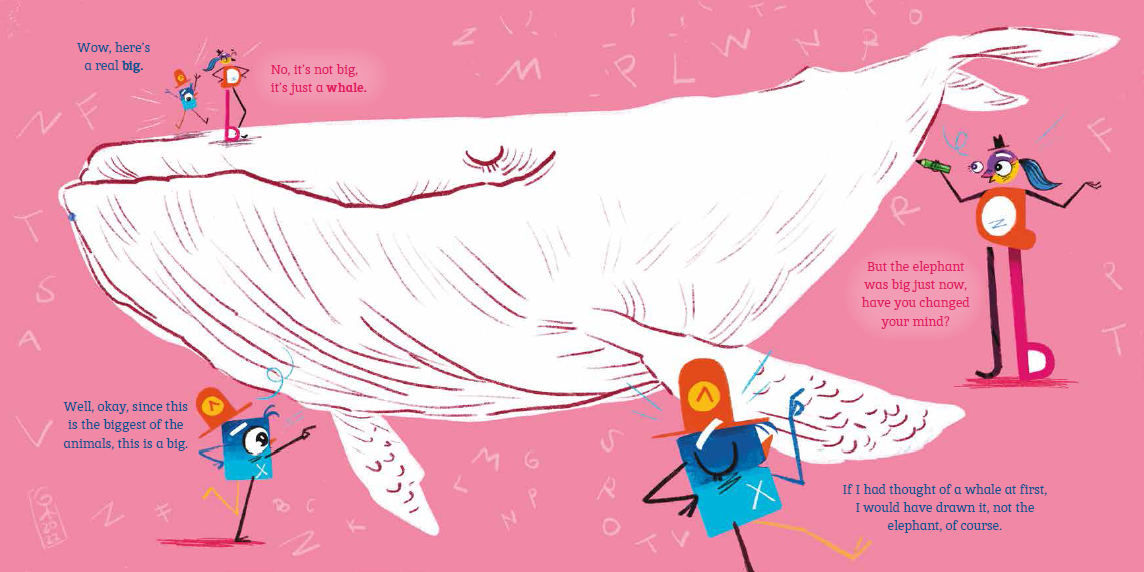 Wow, here's
a real big.
No, it's not big,
it's just a whale.
But the elephant
was big just now,
have you changed
your mind?
Well, okay, since this
is the biggest of the
animals, this is a big.
If I had thought of a whale at first,
I would have drawn it, not the
elephant, of course.